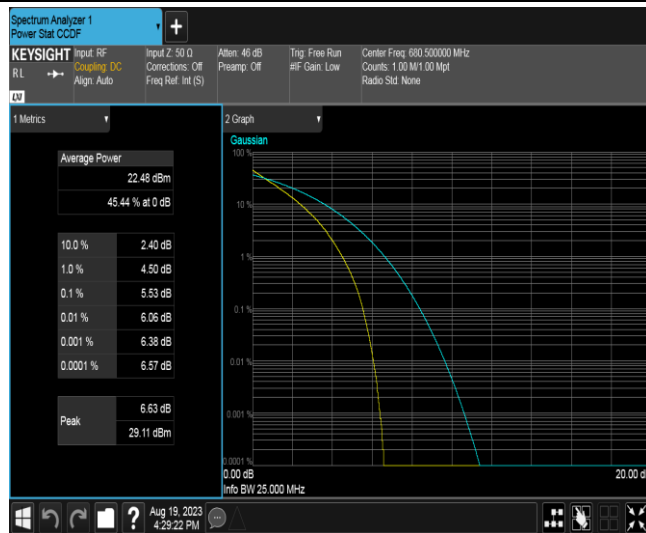 Spectrum Analyzer 1
Power Stat CCDF
+
KEYSIGHT
RL
LXI
Input: RF
Coupling: DC
Align: Auto
Input Z: 50 Ω
Corrections: Off
Freq Ref: Int (S)
Atten: 46 dB
Preamp: Off
Trig: Free Run
#IF Gain: Low
Center Freq: 680.500000 MHz
Counts: 1.00 M/1.00 Mpt
Radio Std: None
1 Metrics
Average Power
22.48 dBm
45.44 % at 0 dB
10.0 % 2.40 dB
1.0 % 4.50 dB
0.1 % 5.53 dB
0.01 % 6.06 dB
0.001 % 6.38 dB
0.0001 % 6.57 dB
Peak
6.63 dB
29.11 dBm
2 Graph
Gaussian
100 %
10 %
1 %
0.1 %
0.01 %
0.001 %
0.0001 %
0.00 dB
20.00 d
Info BW 25.000 MHz
?
Aug 19, 2023
4:29:22 PM